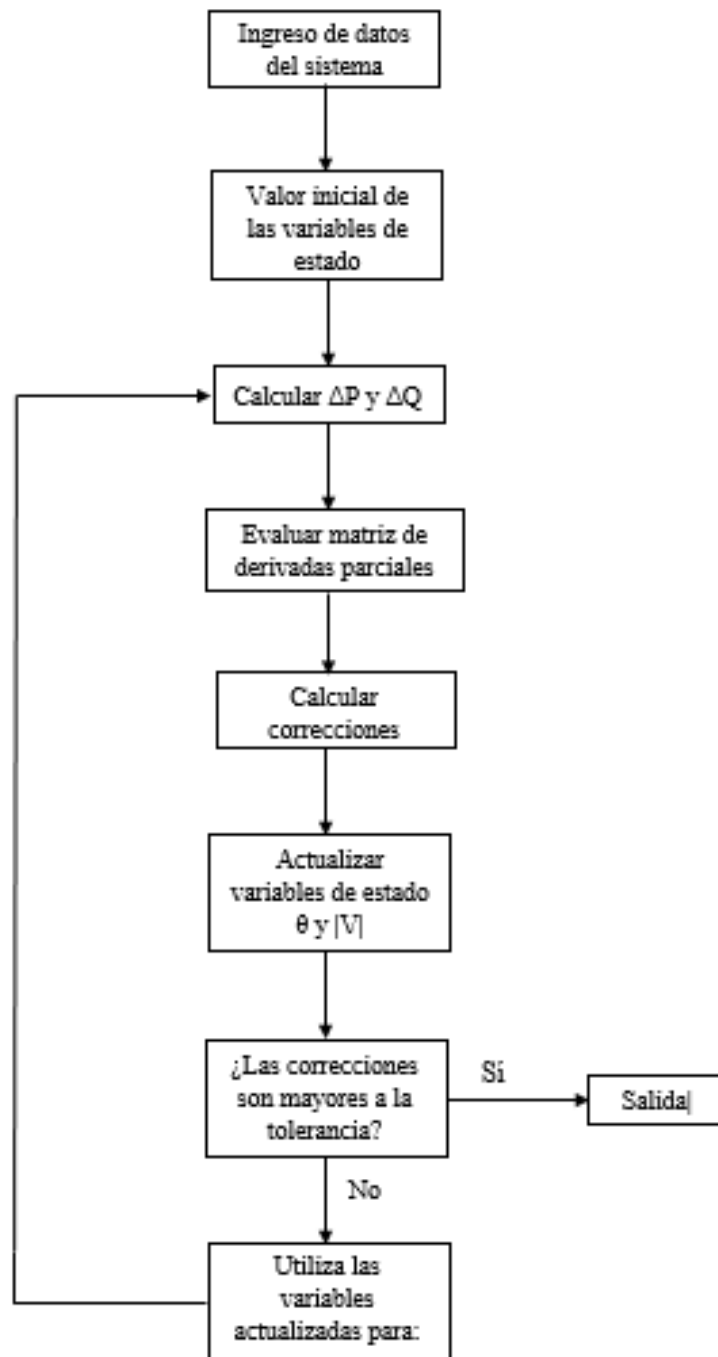 Ingreso de datos
del sistema
Valor inicial de
las variables de
estado
Calcular ΔP y ΔQ
Evaluar matriz de
derivadas parciales
Calcular
correcciones
Actualizar
variables de estado
θ y |V|
¿Las correcciones
son mayores a la
tolerancia?
Sí
Salida|
No
Utiliza las
variables
actualizadas para: